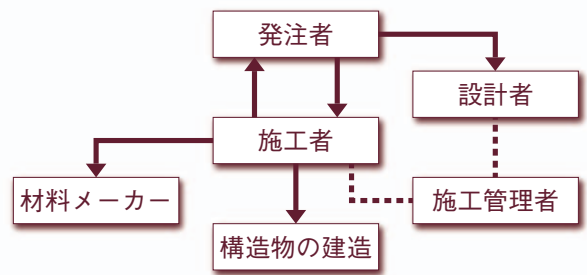 発注者
設計者
施工者
材料メーカー
施工管理者
構造物の建造